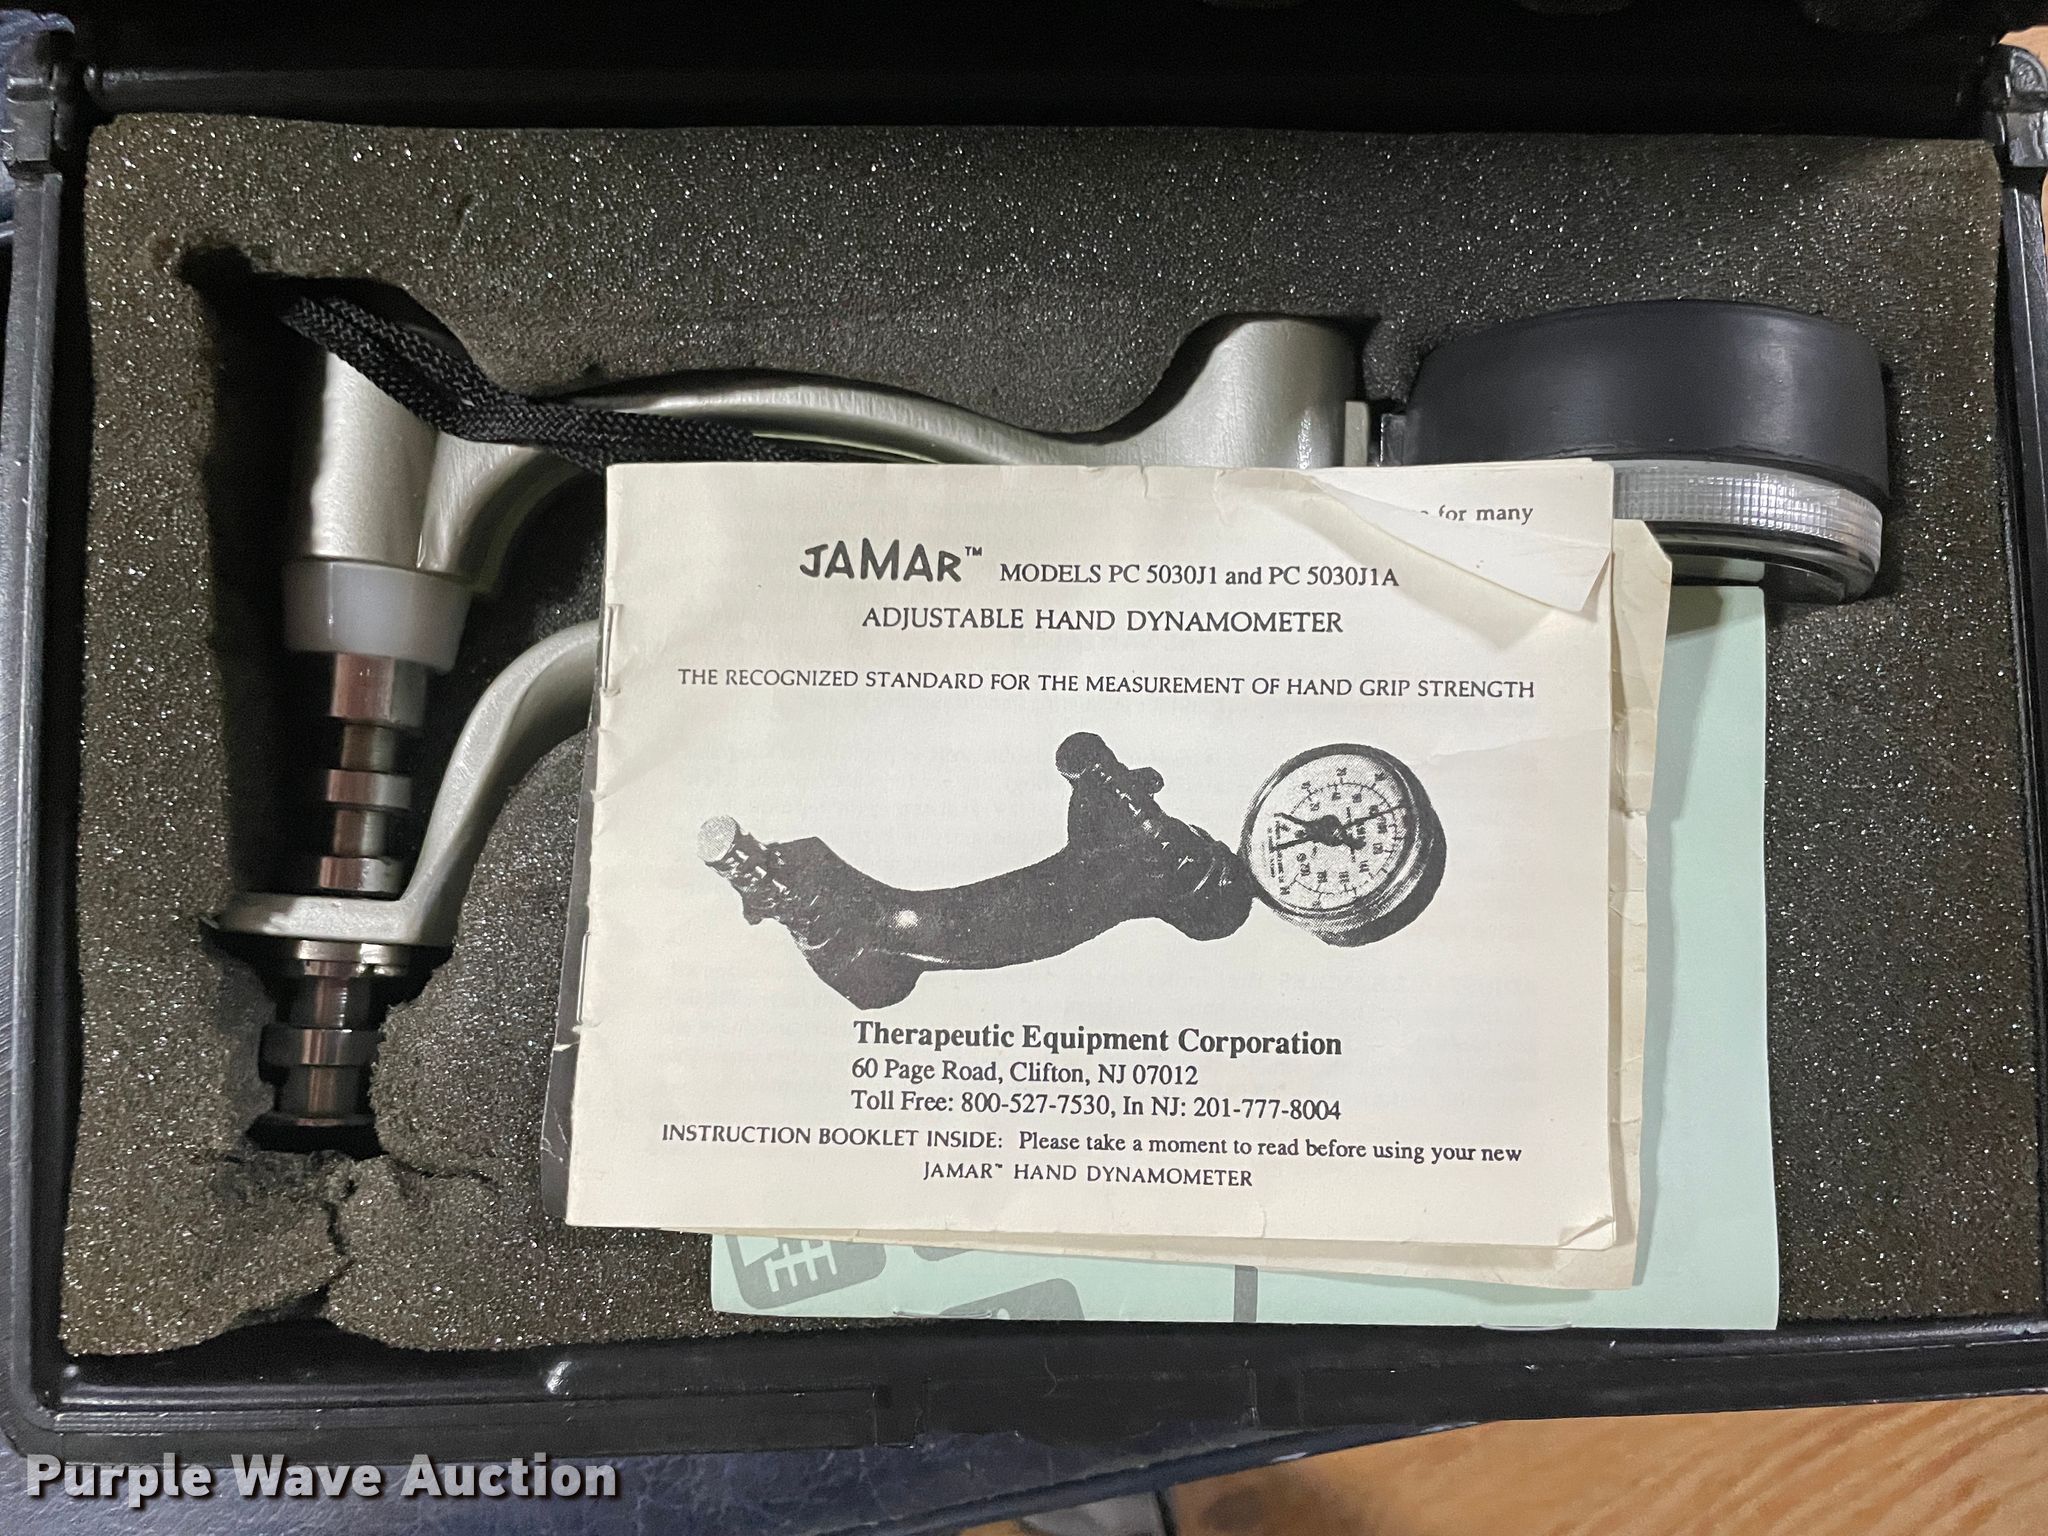 for many
JAMAR™ MODELS PC 5030J1 and PC 5030J1A
ADJUSTABLE HAND DYNAMOMETER
THE RECOGNIZED STANDARD FOR THE MEASUREMENT OF HAND GRIP STRENGTH
Therapeutic Equipment Corporation
60 Page Road, Clifton, NJ 07012
Toll Free: 800-527-7530, In NJ: 201-777-8004
INSTRUCTION BOOKLET INSIDE: Please take a moment to read before using your new
JAMAR™ HAND DYNAMOMETER
Purple Wave Auction